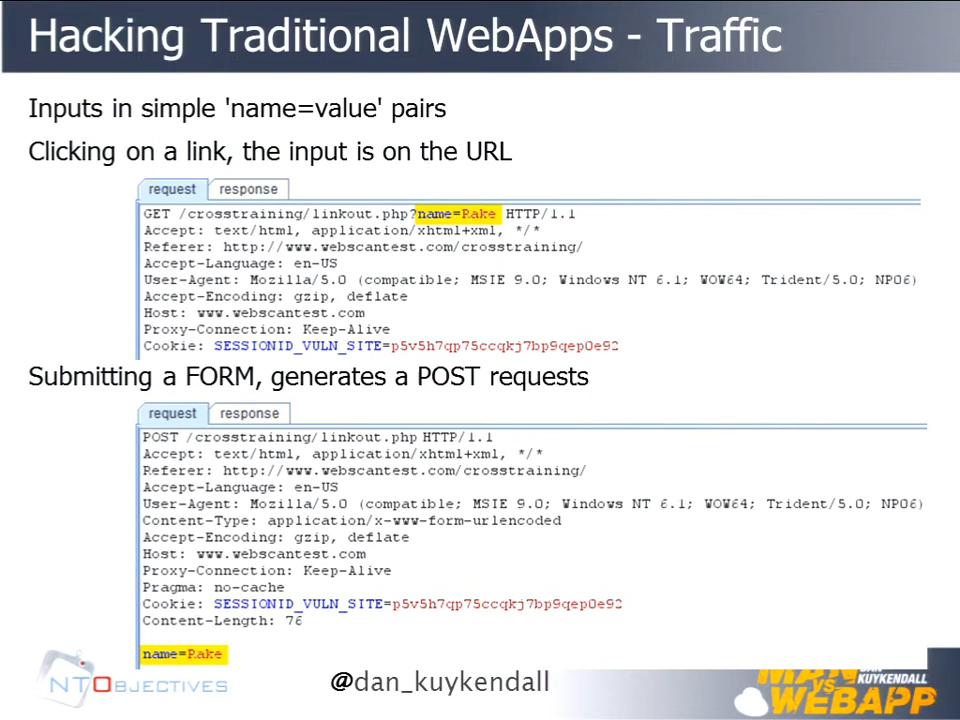 Hacking Traditional WebApps - Traffic
Inputs in simple 'name=value' pairs
Clicking on a link, the input is on the URL
request response
GET /crosstraining/linkout.php?name=Rake HTTP/1.1
Accept: text/html, application/xhtml+xml, */*
Referer: http://www.webscantest.com/crosstraining/
Accept-Language: en-US
User-Agent: Mozilla/5.0 (compatible; MSIE 9.0; Windows NT 6.1; WOW64; Trident/5.0; NP06)
Accept-Encoding: gzip, deflate
Host: www.webscantest.com
Proxy-Connection: Keep-Alive
Cookie: SESSIONID_VULN_SITE=p5v5h7qp75ccqkj7bp9qep0e92
Submitting a FORM, generates a POST requests
request response
POST /crosstraining/linkout.php HTTP/1.1
Accept: text/html, application/xhtml+xml, */*
Referer: http://www.webscantest.com/crosstraining/
Accept-Language: en-US
User-Agent: Mozilla/5.0 (compatible; MSIE 9.0; Windows NT 6.1; WOW64; Trident/5.0; NP06)
Content-Type: application/x-www-form-urlencoded
Accept-Encoding: gzip, deflate
Host: www.webscantest.com
Proxy-Connection: Keep-Alive
Pragma: no-cache
Cookie: SESSIONID_VULN_SITE=p5v5h7qp75ccqkj7bp9qep0e92
Content-Length: 76
name=Rake
NTOBJECTIVES
@dan_kuykendall
MAN VS WEBAPP
DAN KUYKENDALL